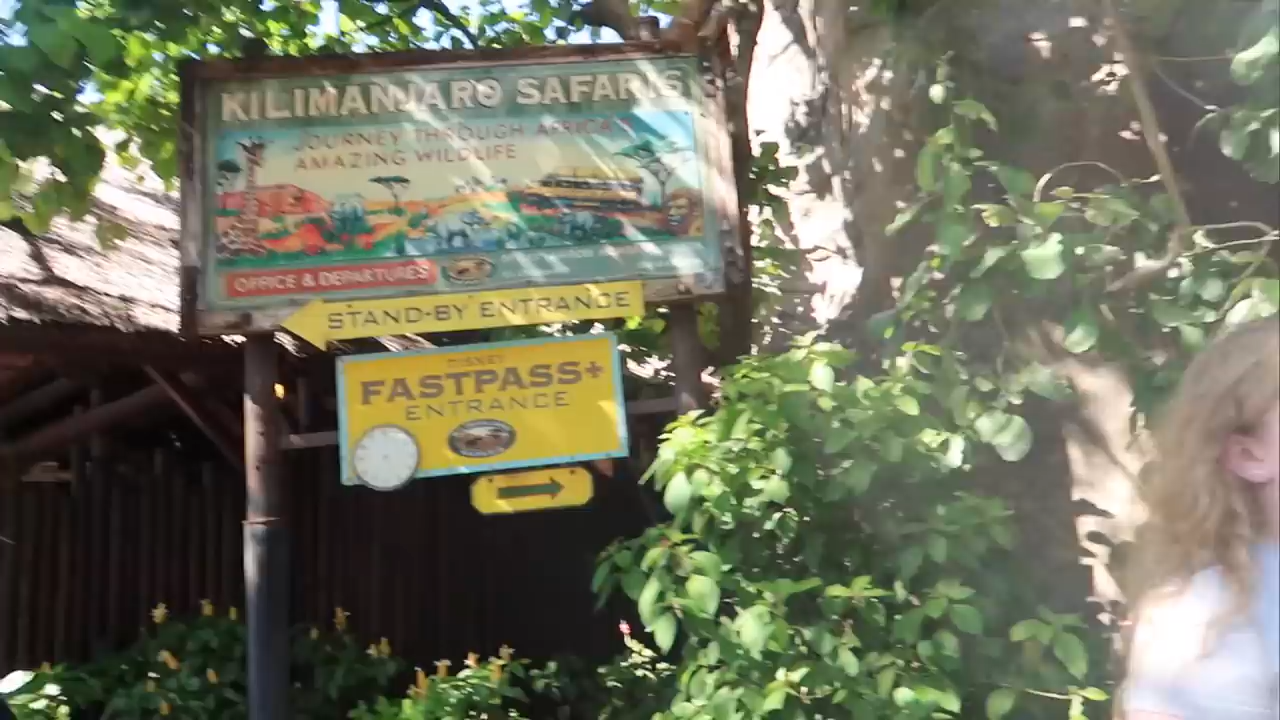 KILIMANJARO SAFARIS
JOURNEY THROUGH AFRICA'S
AMAZING WILDLIFE
OFFICE & DEPARTURES
STAND-BY ENTRANCE
DISNEY
FASTPASS+
ENTRANCE